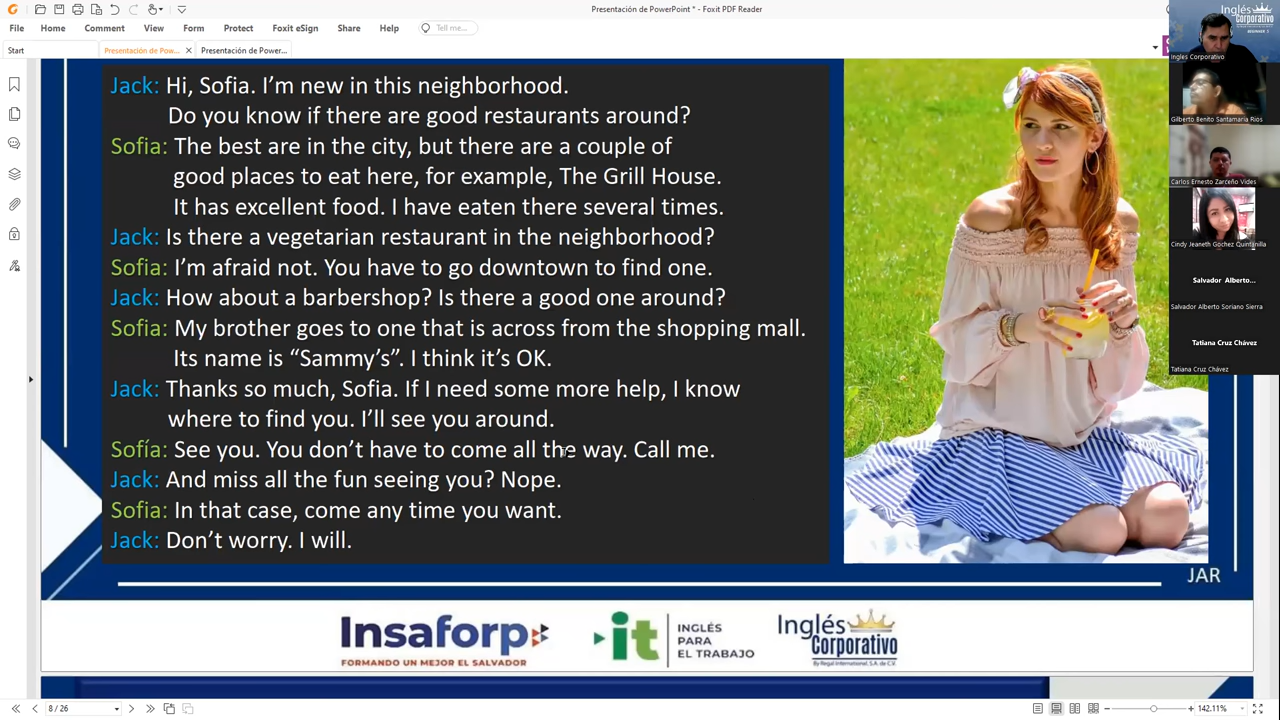 Presentación de PowerPoint * - Foxit PDF Reader
File
Home
Comment
View
Form
Protect
Foxit eSign
Share
Help
Tell me...
Start
Presentación de Pow...
Presentación de Power...
Jack: Hi, Sofia. I'm new in this neighborhood.
Do you know if there are good restaurants around?
Sofia: The best are in the city, but there are a couple of
good places to eat here, for example, The Grill House.
It has excellent food. I have eaten there several times.
Jack: Is there a vegetarian restaurant in the neighborhood?
Sofia: I'm afraid not. You have to go downtown to find one.
Jack: How about a barbershop? Is there a good one around?
Sofia: My brother goes to one that is across from the shopping mall.
Its name is “Sammy's”. I think it's OK.
Jack: Thanks so much, Sofia. If I need some more help, I know
where to find you. I'll see you around.
Sofía: See you. You don't have to come all the way. Call me.
Jack: And miss all the fun seeing you? Nope.
Sofia: In that case, come any time you want.
Jack: Don't worry. I will.
JAR
Insaforp
FORMANDO UN MEJOR EL SALVADOR
it
INGLÉS
PARA
EL TRABAJO
Inglés
Corporativo
By Regal International, S.A. de C.V.
Inglés
Corporativo
BEGINNER 2
Inglés Corporativo
Gilberto Benito Santamaria Rios
Carlos Ernesto Zarceño Vides
Cindy Jeaneth Gochez Quintanilla
Salvador Alberto...
Salvador Alberto Soriano Sierra
Tatiana Cruz Chávez
Tatiana Cruz Chávez
8 / 26
142.11%